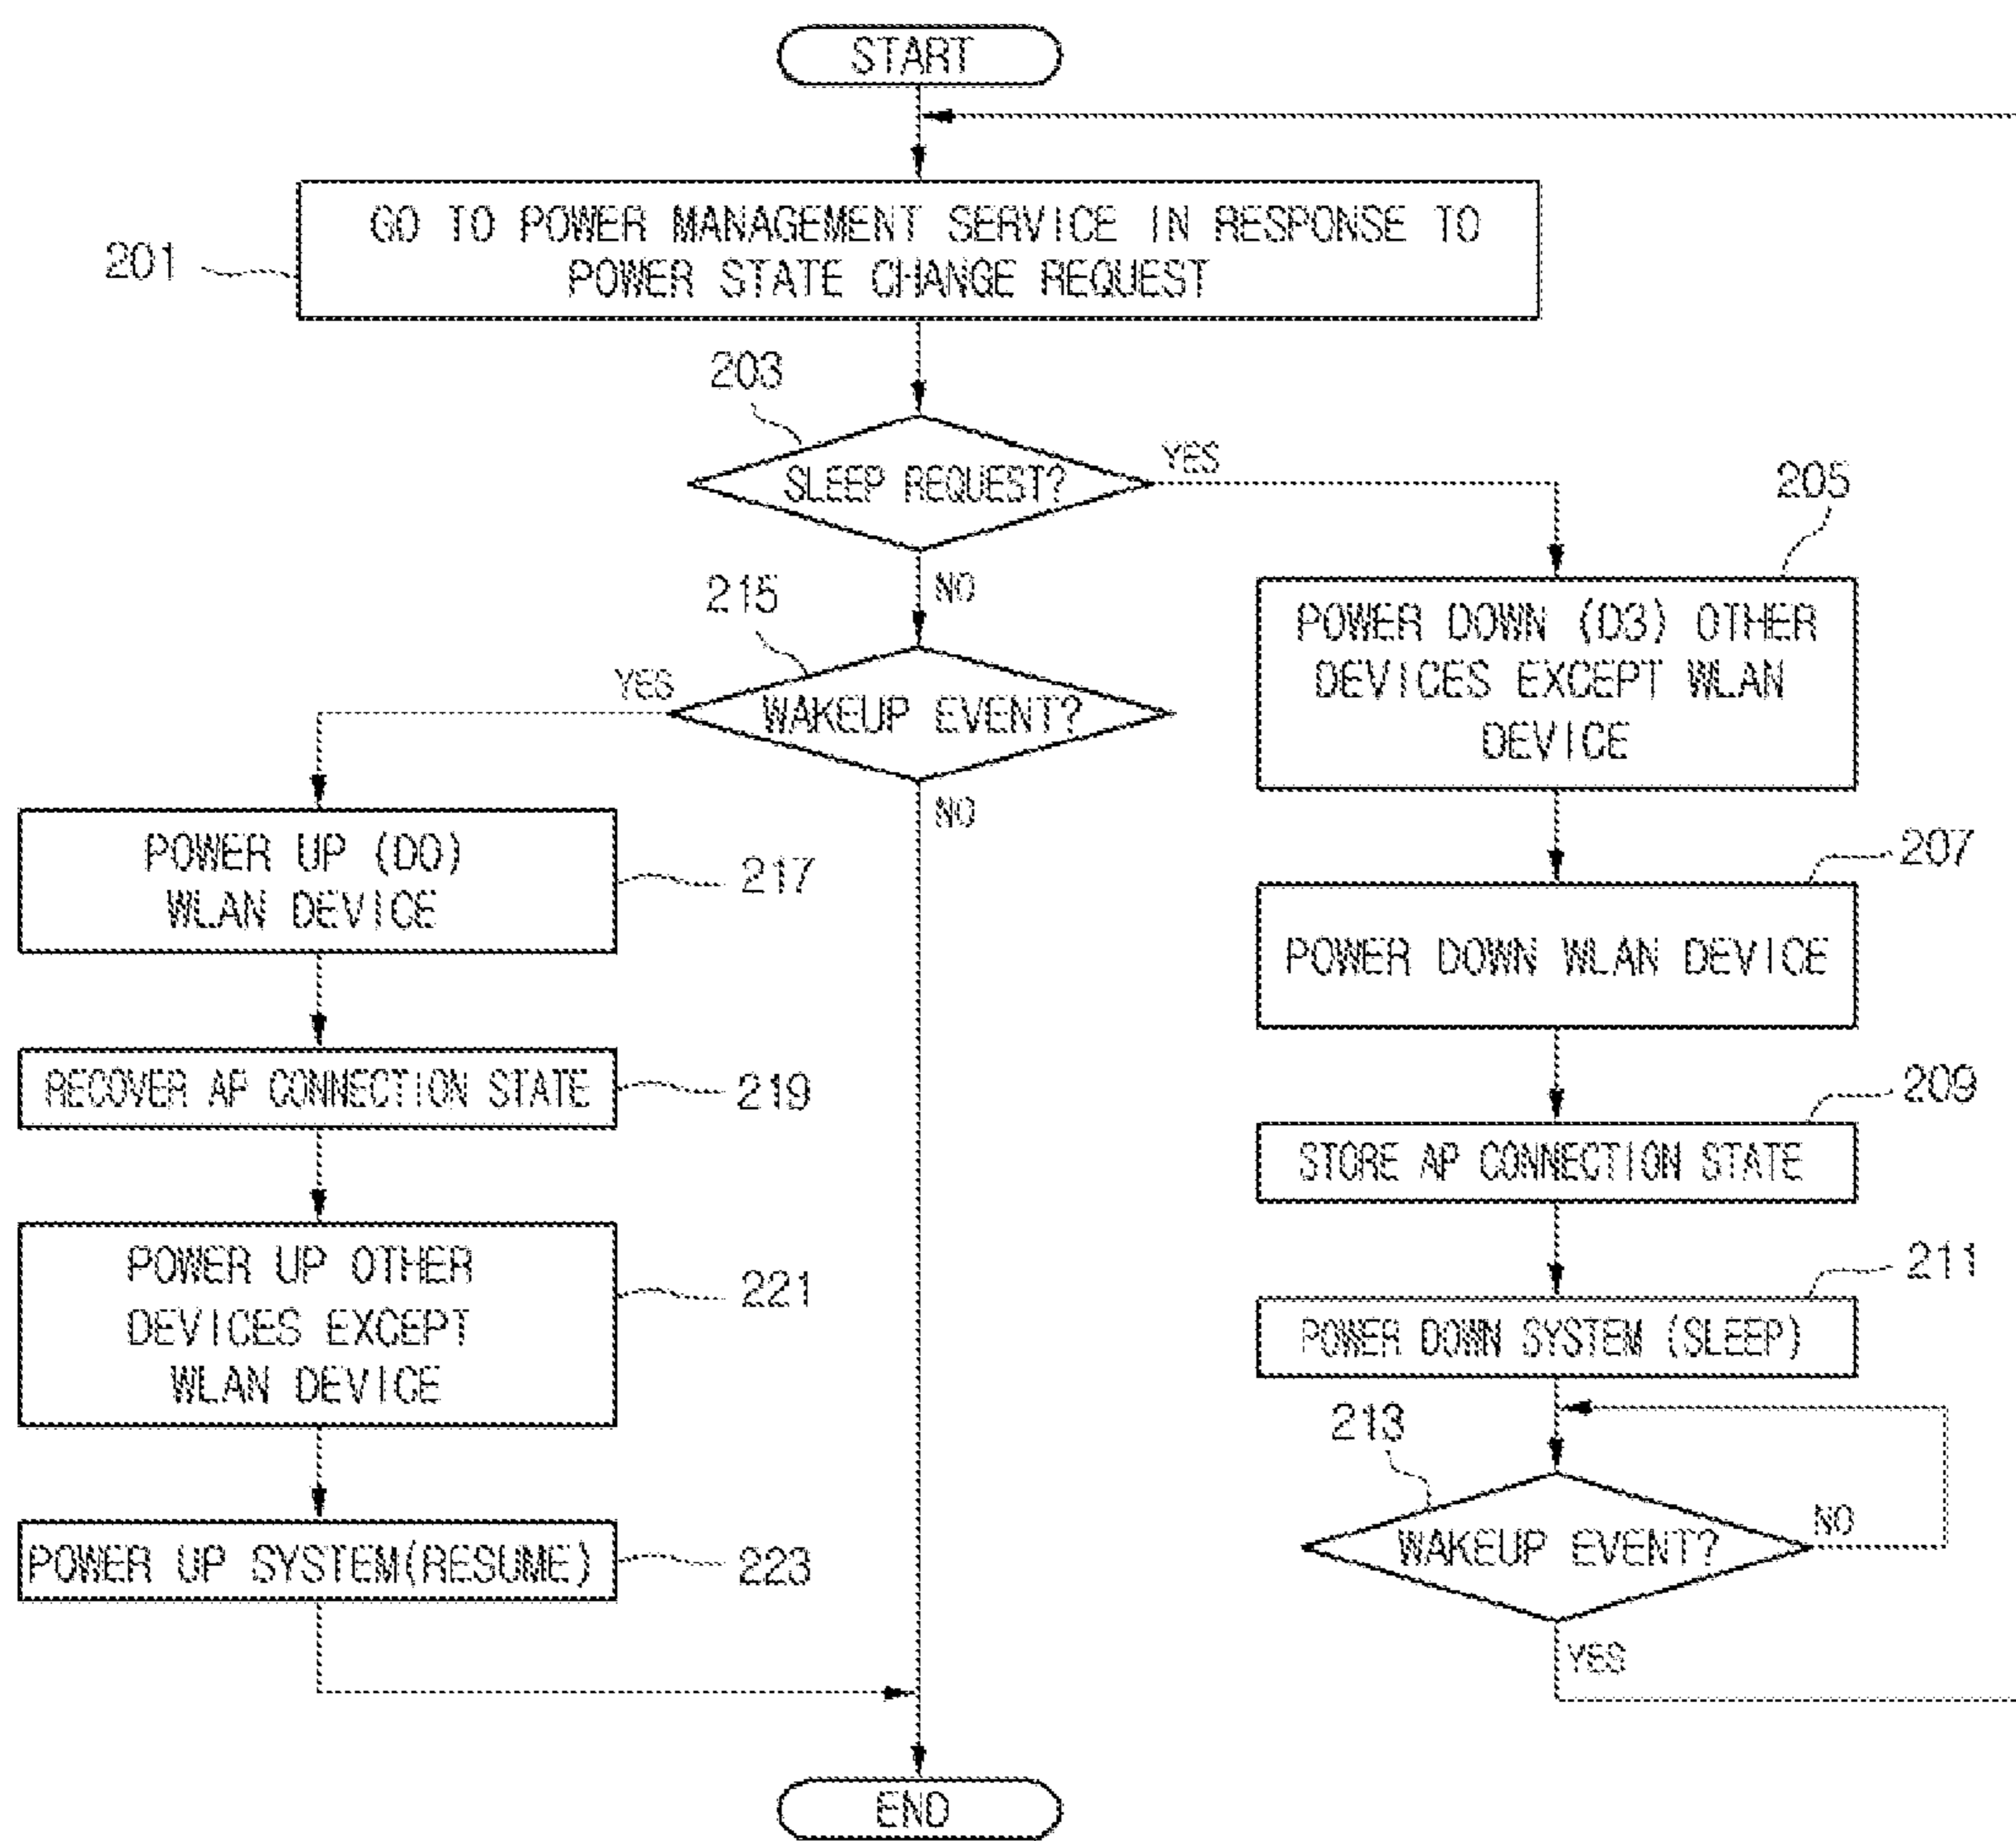 START
GO TO POWER MANAGEMENT SERVICE IN RESPONSE TO
POWER STATE CHANGE REQUEST
201
203
SLEEP REQUEST?
YES
NO
205
POWER DOWN (D3) OTHER
DEVICES EXCEPT WLAN
DEVICE
215
WAKEUP EVENT?
YES
NO
207
POWER DOWN WLAN DEVICE
POWER UP (D0)
WLAN DEVICE
217
209
STORE AP CONNECTION STATE
RECOVER AP CONNECTION STATE
219
211
POWER DOWN SYSTEM (SLEEP)
POWER UP OTHER
DEVICES EXCEPT
WLAN DEVICE
221
213
WAKEUP EVENT?
NO
YES
POWER UP SYSTEM(RESUME)
223
END